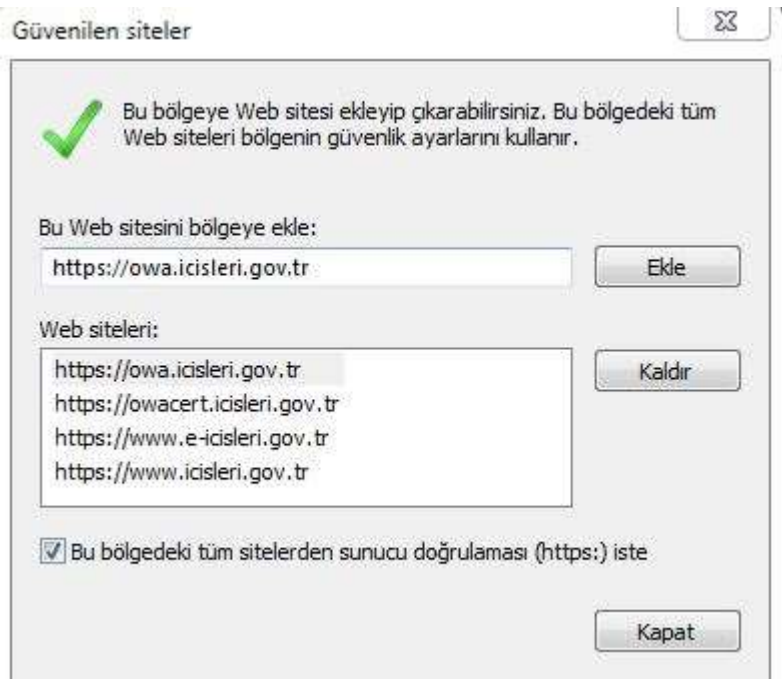 Güvenilen siteler
Bu bölgeye Web sitesi ekleyip çıkarabilirsiniz. Bu bölgedeki tüm
Web siteleri bölgenin güvenlik ayarlarını kullanır.
Bu Web sitesini bölgeye ekle:
https://owa.icisleri.gov.tr
Ekle
Web siteleri:
https://owa.icisleri.gov.tr
Kaldır
https://owacert.icisleri.gov.tr
https://www.e-icisleri.gov.tr
https://www.icisleri.gov.tr
Bu bölgedeki tüm sitelerden sunucu doğrulaması (https:) iste
Kapat